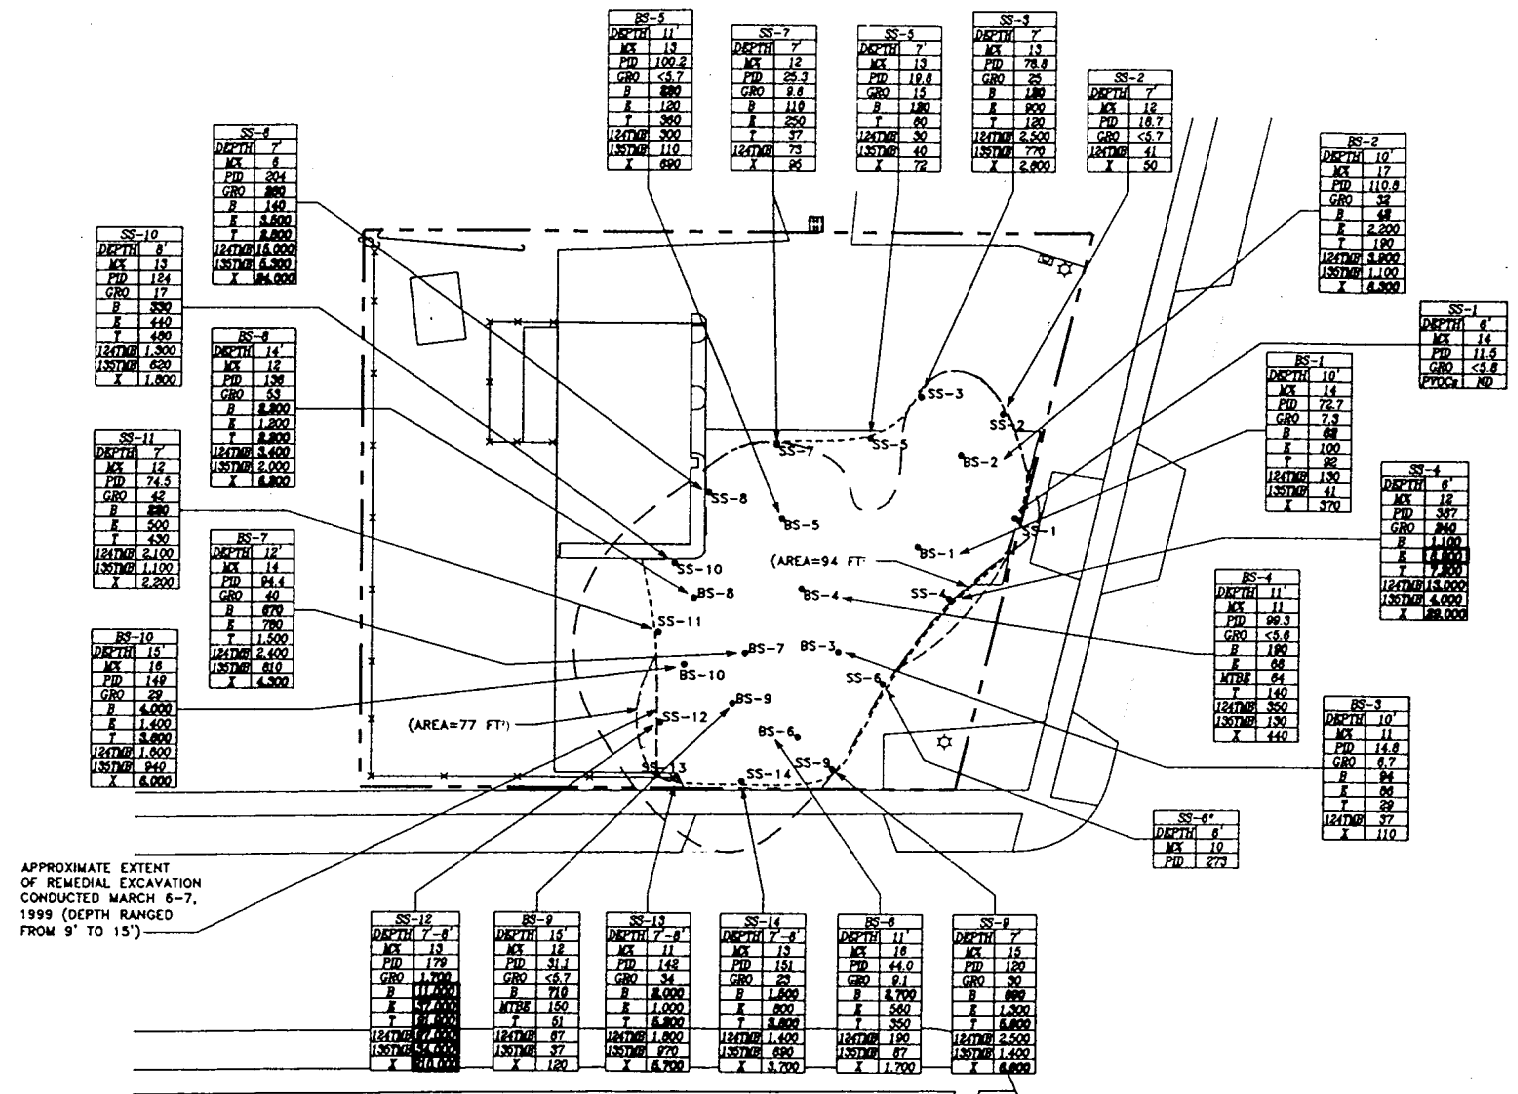 BS-5
DEPTH 11'
MX 13
PID 100.2
GRO <5.7
B
E 120
T 360
124TMB 300
135TMB 110
X 690
SS-7
DEPTH 7'
MX 12
PID 25.3
GRO 9.8
B 110
E 250
T 37
124TMB 73
X 95
SS-5
DEPTH 7'
MX 13
PID 19.8
GRO 15
B 120
E 60
T 80
124TMB 30
135TMB 40
X 72
SS-3
DEPTH 7'
MX 13
PID 78.8
GRO 25
B
E 900
T 120
124TMB 2,500
135TMB 770
X 2,800
SS-2
DEPTH 7'
MX 12
PID 18.7
GRO <5.7
124TMB 41
X 50
SS-8
DEPTH 7'
MX 6
PID 204
GRO
B 140
E 3,500
T
124TMB 15,000
135TMB 5,300
X
BS-2
DEPTH 10'
MX 17
PID 110.8
GRO 32
B
E 2,200
T 190
124TMB
135TMB 1,100
X 6,300
SS-10
DEPTH 8'
MX 13
PID 124
GRO 17
B 330
E 440
T 480
124TMB 1,300
135TMB 620
X 1,800
SS-1
DEPTH 6'
MX 14
PID 11.5
GRO <5.8
PVOCs ND
BS-8
DEPTH 14'
MX 12
PID 136
GRO 53
B
E 1,200
T
124TMB 3,400
135TMB 2,000
X
BS-1
DEPTH 10'
MX 14
PID 72.7
GRO 7.3
B
E 100
T 92
124TMB 130
135TMB 41
X 370
SS-11
DEPTH 7'
MX 12
PID 74.5
GRO 42
B
E 500
T 430
124TMB 2,100
135TMB 1,100
X 2,200
SS-4
DEPTH 6'
MX 12
PID 387
GRO
B 1,100
E
T
124TMB 13,000
135TMB 4,000
X
BS-7
DEPTH 12'
MX 14
PID 94.4
GRO 40
B 670
E 780
T 1,500
124TMB 2,400
135TMB 810
X 4,300
BS-4
DEPTH 11'
MX 11
PID 99.3
GRO <5.6
B 190
E 66
MTBE 64
T 140
124TMB 350
135TMB 130
X 440
BS-10
DEPTH 15'
MX 16
PID 149
GRO 29
B 4,000
E 1,400
T
124TMB 1,600
135TMB 940
X 6,000
BS-3
DEPTH 10'
MX 11
PID 14.8
GRO 6.7
B 94
E
T 29
124TMB 37
X 110
SS-6*
DEPTH 6'
MX 10
PID 273
SS-3
SS-2
SS-7
SS-5
BS-2
SS-8
BS-5
SS-1
BS-1
(AREA=94 FT²
SS-10
BS-8
BS-4
SS-4
SS-11
BS-7
BS-3
BS-10
SS-6
BS-9
(AREA=77 FT²)
SS-12
BS-6
SS-13
SS-14
SS-9
APPROXIMATE EXTENT
OF REMEDIAL EXCAVATION
CONDUCTED MARCH 6-7,
1999 (DEPTH RANGED
FROM 9' TO 15')
SS-12
DEPTH 7'-8'
MX 13
PID 179
GRO 1,700
B
E
T
124TMB
135TMB
X
BS-9
DEPTH 15'
MX 12
PID 31.1
GRO <5.7
B 710
MTBE 150
T 51
124TMB 67
135TMB 37
X 120
SS-13
DEPTH 7'-8'
MX 11
PID 142
GRO 34
B
E 1,000
T
124TMB 1,800
135TMB 970
X 5,700
SS-14
DEPTH 7'-8'
MX 13
PID 151
GRO 23
B
E 800
T
124TMB 1,400
135TMB 690
X 3,700
BS-6
DEPTH 11'
MX 16
PID 44.0
GRO 9.1
B 2,700
E 560
T 350
124TMB 190
135TMB 87
X 1,700
SS-9
DEPTH 7'
MX 15
PID 120
GRO 30
B
E 1,300
T
124TMB 2,500
135TMB 1,400
X